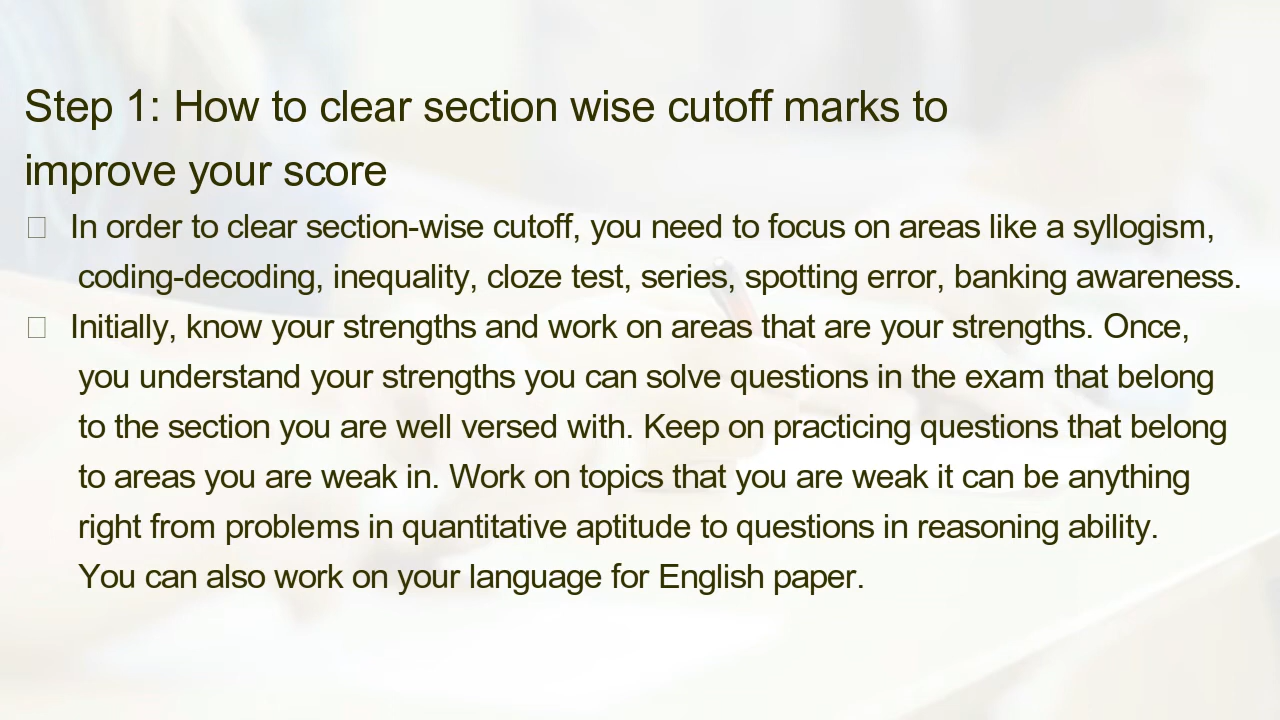 Step 1: How to clear section wise cutoff marks to
improve your score
In order to clear section-wise cutoff, you need to focus on areas like a syllogism,
coding-decoding, inequality, cloze test, series, spotting error, banking awareness.
Initially, know your strengths and work on areas that are your strengths. Once,
you understand your strengths you can solve questions in the exam that belong
to the section you are well versed with. Keep on practicing questions that belong
to areas you are weak in. Work on topics that you are weak it can be anything
right from problems in quantitative aptitude to questions in reasoning ability.
You can also work on your language for English paper.